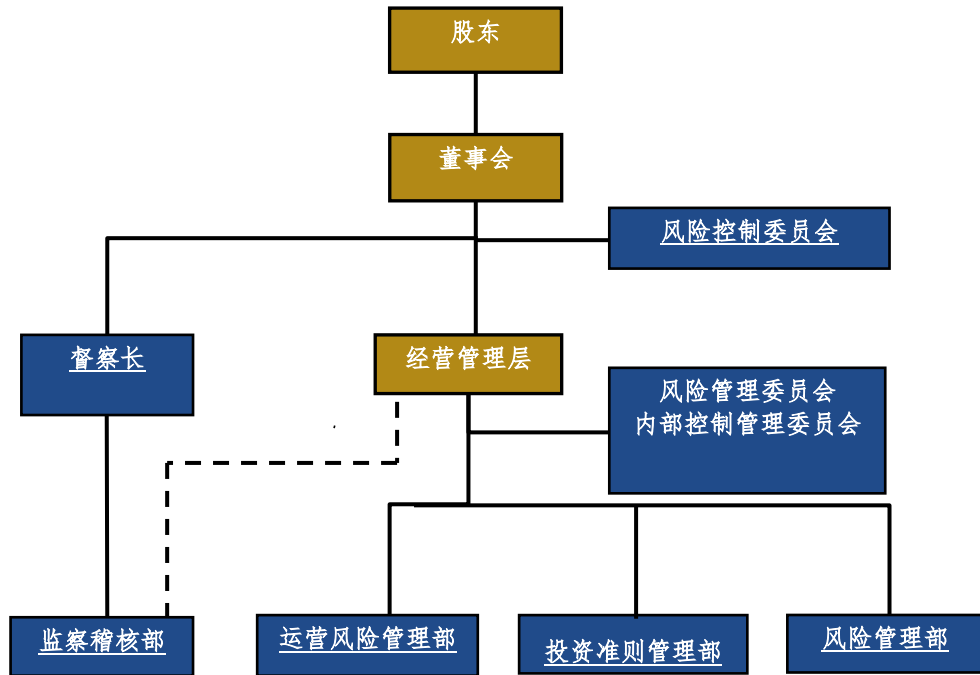 股东
董事会
风险控制委员会
督察长
经营管理层
风险管理委员会
内部控制管理委员会
监察稽核部
运营风险管理部
投资准则管理部
风险管理部